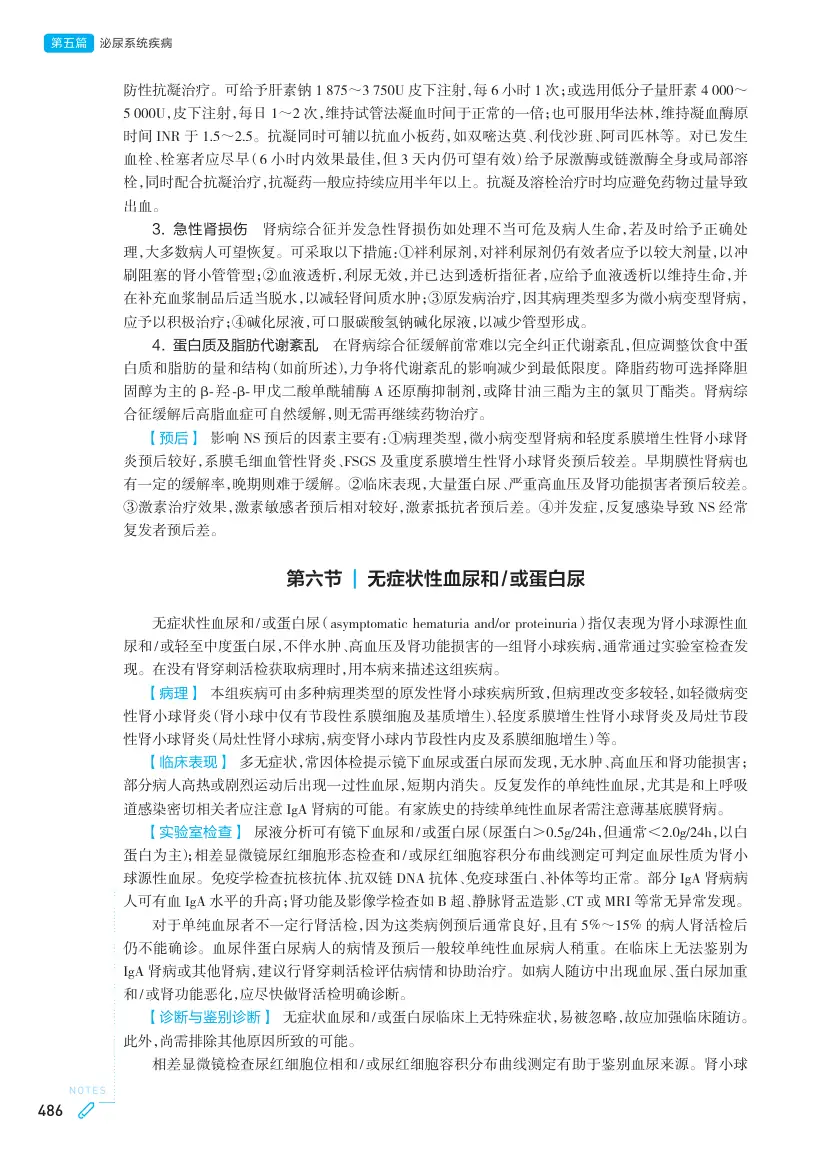 第五篇 泌尿系统疾病
防性抗凝治疗。可给予肝素钠 1 875～3 750U 皮下注射,每 6 小时 1 次;或选用低分子量肝素 4 000～
5 000U,皮下注射,每日 1～2 次,维持试管法凝血时间于正常的一倍;也可服用华法林,维持凝血酶原
时间 INR 于 1.5～2.5。抗凝同时可辅以抗血小板药,如双嘧达莫、利伐沙班、阿司匹林等。对已发生
血栓、栓塞者应尽早(6 小时内效果最佳,但 3 天内仍可望有效)给予尿激酶或链激酶全身或局部溶
栓,同时配合抗凝治疗,抗凝药一般应持续应用半年以上。抗凝及溶栓治疗时均应避免药物过量导致
出血。
3. 急性肾损伤 肾病综合征并发急性肾损伤如处理不当可危及病人生命,若及时给予正确处
理,大多数病人可望恢复。可采取以下措施:①袢利尿剂,对袢利尿剂仍有效者应予以较大剂量,以冲
刷阻塞的肾小管管型;②血液透析,利尿无效,并已达到透析指征者,应给予血液透析以维持生命,并
在补充血浆制品后适当脱水,以减轻肾间质水肿;③原发病治疗,因其病理类型多为微小病变型肾病,
应予以积极治疗;④碱化尿液,可口服碳酸氢钠碱化尿液,以减少管型形成。
4. 蛋白质及脂肪代谢紊乱 在肾病综合征缓解前常难以完全纠正代谢紊乱,但应调整饮食中蛋
白质和脂肪的量和结构(如前所述),力争将代谢紊乱的影响减少到最低限度。降脂药物可选择降胆
固醇为主的 β-羟-β-甲戊二酸单酰辅酶 A 还原酶抑制剂,或降甘油三酯为主的氯贝丁酯类。肾病综
合征缓解后高脂血症可自然缓解,则无需再继续药物治疗。
【预后】 影响 NS 预后的因素主要有:①病理类型,微小病变型肾病和轻度系膜增生性肾小球肾
炎预后较好,系膜毛细血管性肾炎、FSGS 及重度系膜增生性肾小球肾炎预后较差。早期膜性肾病也
有一定的缓解率,晚期则难于缓解。②临床表现,大量蛋白尿、严重高血压及肾功能损害者预后较差。
③激素治疗效果,激素敏感者预后相对较好,激素抵抗者预后差。④并发症,反复感染导致 NS 经常
复发者预后差。
第六节 | 无症状性血尿和/或蛋白尿
无症状性血尿和/或蛋白尿(asymptomatic hematuria and/or proteinuria)指仅表现为肾小球源性血
尿和/或轻至中度蛋白尿,不伴水肿、高血压及肾功能损害的一组肾小球疾病,通常通过实验室检查发
现。在没有肾穿刺活检获取病理时,用本病来描述这组疾病。
【病理】 本组疾病可由多种病理类型的原发性肾小球疾病所致,但病理改变多较轻,如轻微病变
性肾小球肾炎(肾小球中仅有节段性系膜细胞及基质增生)、轻度系膜增生性肾小球肾炎及局灶节段
性肾小球肾炎(局灶性肾小球病,病变肾小球内节段性内皮及系膜细胞增生)等。
【临床表现】 多无症状,常因体检提示镜下血尿或蛋白尿而发现,无水肿、高血压和肾功能损害;
部分病人高热或剧烈运动后出现一过性血尿,短期内消失。反复发作的单纯性血尿,尤其是和上呼吸
道感染密切相关者应注意 IgA 肾病的可能。有家族史的持续单纯性血尿者需注意薄基底膜肾病。
【实验室检查】 尿液分析可有镜下血尿和/或蛋白尿(尿蛋白＞0.5g/24h,但通常＜2.0g/24h,以白
蛋白为主);相差显微镜尿红细胞形态检查和/或尿红细胞容积分布曲线测定可判定血尿性质为肾小
球源性血尿。免疫学检查抗核抗体、抗双链 DNA 抗体、免疫球蛋白、补体等均正常。部分 IgA 肾病病
人可有血 IgA 水平的升高;肾功能及影像学检查如 B 超、静脉肾盂造影、CT 或 MRI 等常无异常发现。
对于单纯血尿者不一定行肾活检,因为这类病例预后通常良好,且有 5%～15% 的病人肾活检后
仍不能确诊。血尿伴蛋白尿病人的病情及预后一般较单纯性血尿病人稍重。在临床上无法鉴别为
IgA 肾病或其他肾病,建议行肾穿刺活检评估病情和协助治疗。如病人随访中出现血尿、蛋白尿加重
和/或肾功能恶化,应尽快做肾活检明确诊断。
【诊断与鉴别诊断】 无症状血尿和/或蛋白尿临床上无特殊症状,易被忽略,故应加强临床随访。
此外,尚需排除其他原因所致的可能。
相差显微镜检查尿红细胞位相和/或尿红细胞容积分布曲线测定有助于鉴别血尿来源。肾小球
NOTES
486